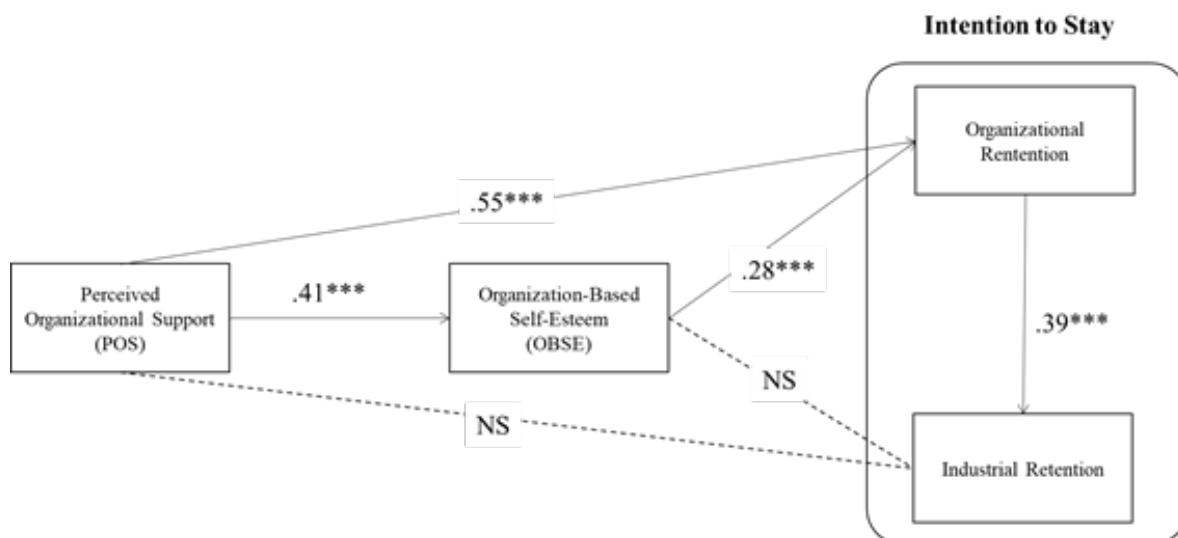 Intention to Stay
Organizational
Rentention
.55***
.28***
Perceived
Organizational Support
(POS)
.41***
Organization-Based
Self-Esteem
(OBSE)
.39***
NS
NS
Industrial Retention